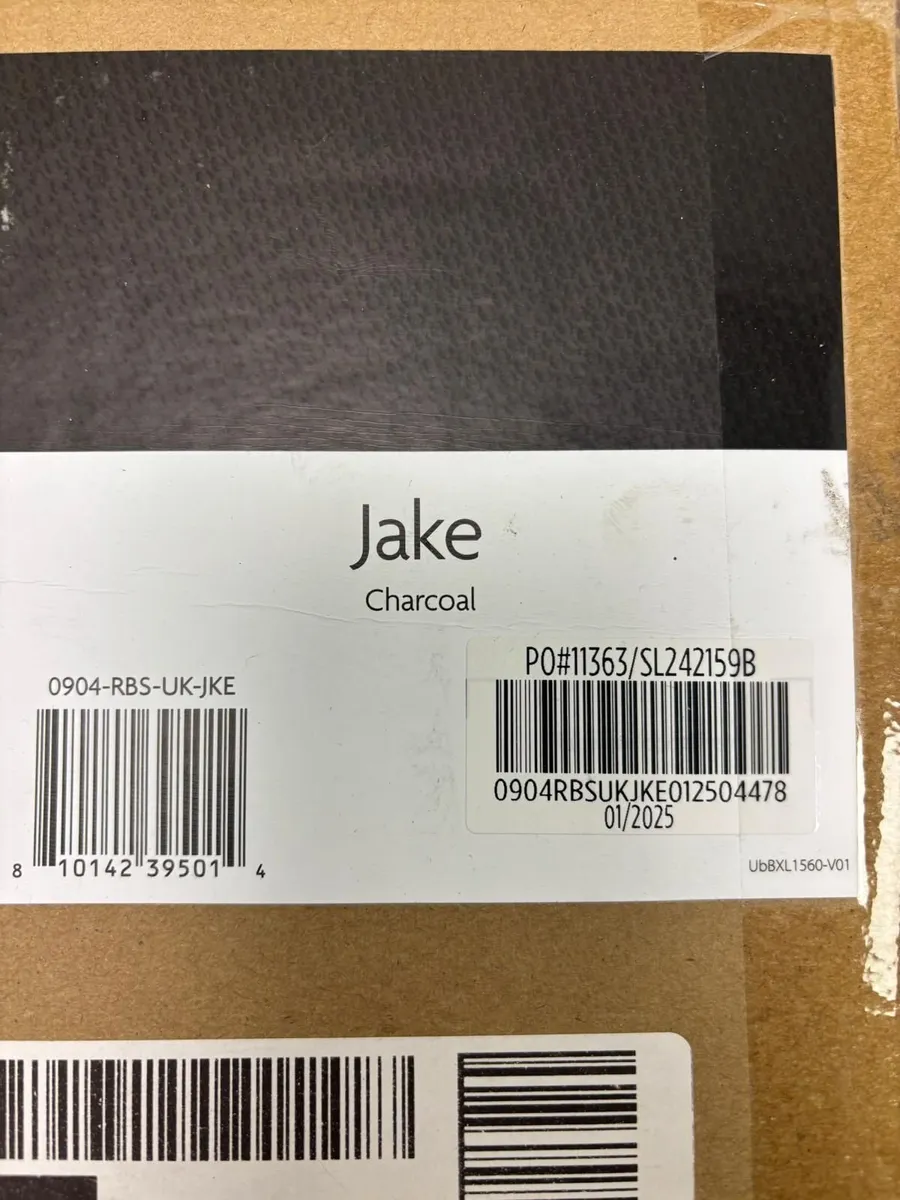 Jake
Charcoal
0904-RBS-UK-JKE
8 10142 39501 4
PO#11363/SL242159B
0904RBSUKJKE012504478
01/2025
UbBXL1560-V01